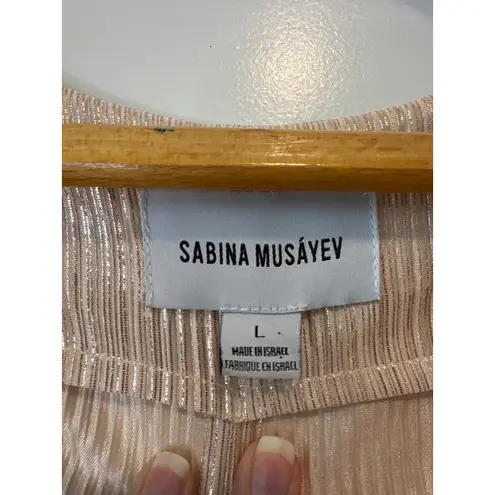 SABINA MUSÁYEV
L
MADE IN ISRAEL
FABRIQUE EN ISRAEL